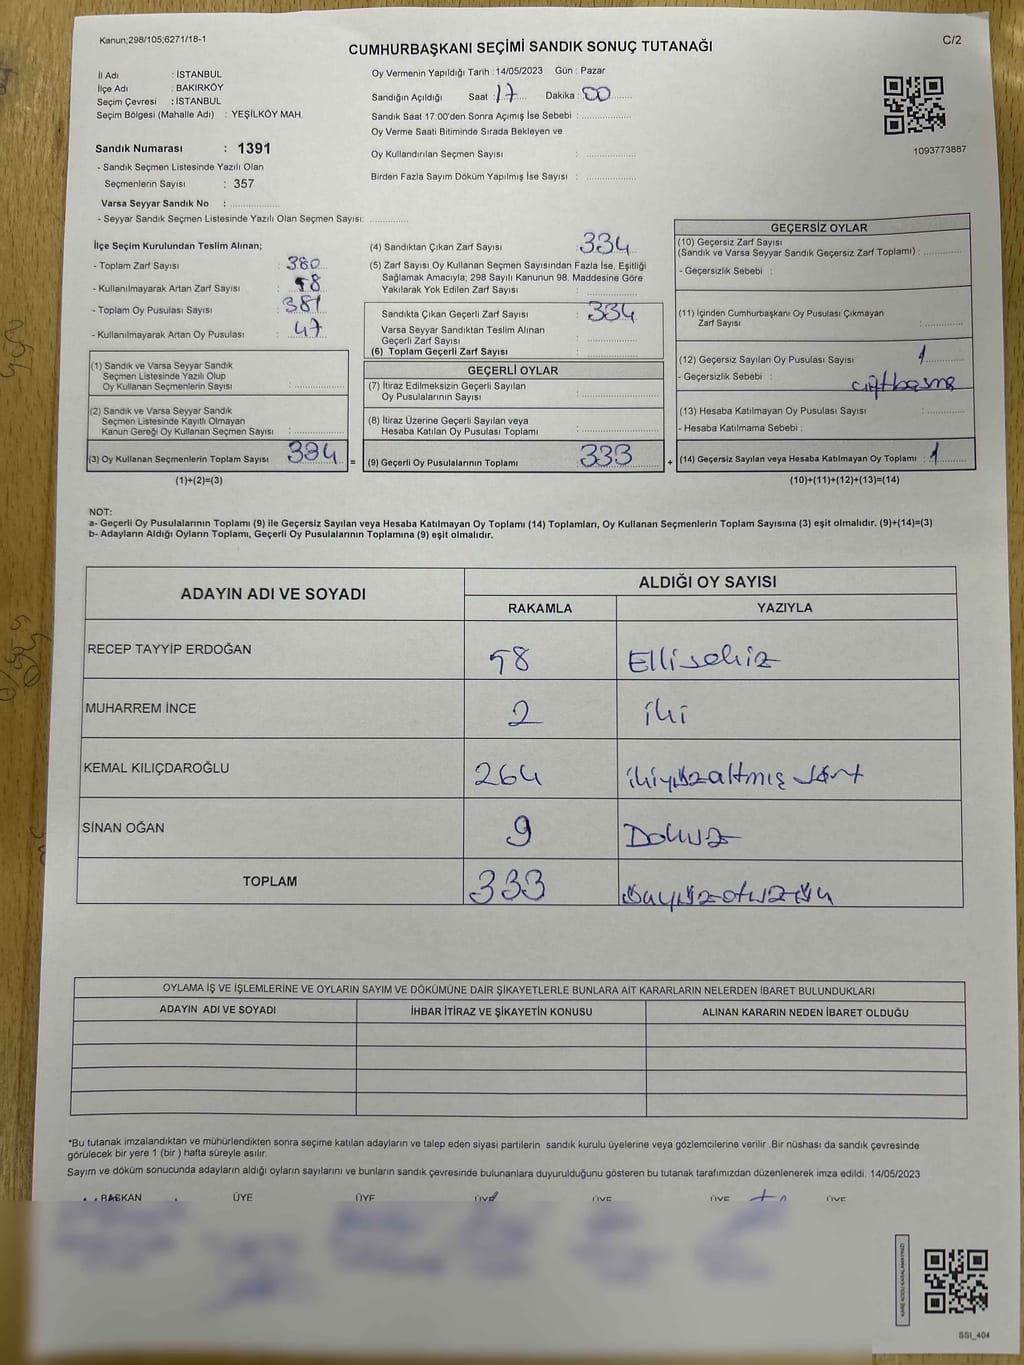 Kanun;298/105;6271/18-1
CUMHURBAŞKANI SEÇİMİ SANDIK SONUÇ TUTANAĞI
C/2
İl Adı : İSTANBUL
İlçe Adı : BAKIRKÖY
Seçim Çevresi : İSTANBUL
Seçim Bölgesi (Mahalle Adı) : YEŞİLKÖY MAH.
Oy Vermenin Yapıldığı Tarih : 14/05/2023 Gün : Pazar
Sandığın Açıldığı Saat : 17 Dakika : 00
Sandık Saat 17:00'den Sonra Açımış İse Sebebi :
Oy Verme Saati Bitiminde Sırada Bekleyen ve
Oy Kullandırılan Seçmen Sayısı :
Birden Fazla Sayım Döküm Yapılmış İse Sayısı :
1093773887
Sandık Numarası : 1391
- Sandık Seçmen Listesinde Yazılı Olan
Seçmenlerin Sayısı : 357
Varsa Seyyar Sandık No :
- Seyyar Sandık Seçmen Listesinde Yazılı Olan Seçmen Sayısı:
İlçe Seçim Kurulundan Teslim Alınan;
- Toplam Zarf Sayısı : 380
- Kullanılmayarak Artan Zarf Sayısı :
- Toplam Oy Pusulası Sayısı : 381
- Kullanılmayarak Artan Oy Pusulası : 47
(1) Sandık ve Varsa Seyyar Sandık
Seçmen Listesinde Yazılı Olup
Oy Kullanan Seçmenlerin Sayısı :
(2) Sandık ve Varsa Seyyar Sandık
Seçmen Listesinde Kayıtlı Olmayan
Kanun Gereği Oy Kullanan Seçmen Sayısı :
(3) Oy Kullanan Seçmenlerin Toplam Sayısı : 334 =
(1)+(2)=(3)
(4) Sandıktan Çıkan Zarf Sayısı : 334
(5) Zarf Sayısı Oy Kullanan Seçmen Sayısından Fazla İse, Eşitliği
Sağlamak Amacıyla; 298 Sayılı Kanunun 98. Maddesine Göre
Yakılarak Yok Edilen Zarf Sayısı :
Sandıkta Çıkan Geçerli Zarf Sayısı : 334
Varsa Seyyar Sandıktan Teslim Alınan
Geçerli Zarf Sayısı :
(6) Toplam Geçerli Zarf Sayısı :
GEÇERLİ OYLAR
(7) İtiraz Edilmeksizin Geçerli Sayılan
Oy Pusulalarının Sayısı :
(8) İtiraz Üzerine Geçerli Sayılan veya
Hesaba Katılan Oy Pusulası Toplamı :
(9) Geçerli Oy Pusulalarının Toplamı : 333 +
GEÇERSİZ OYLAR
(10) Geçersiz Zarf Sayısı
(Sandık ve Varsa Seyyar Sandık Geçersiz Zarf Toplamı) :
- Geçersizlik Sebebi :
(11) İçinden Cumhurbaşkanı Oy Pusulası Çıkmayan
Zarf Sayısı :
(12) Geçersiz Sayılan Oy Pusulası Sayısı : 1
- Geçersizlik Sebebi : çiftbasma
(13) Hesaba Katılmayan Oy Pusulası Sayısı :
- Hesaba Katılmama Sebebi :
(14) Geçersiz Sayılan veya Hesaba Katılmayan Oy Toplamı : 1
(10)+(11)+(12)+(13)=(14)
NOT:
a- Geçerli Oy Pusulalarının Toplamı (9) ile Geçersiz Sayılan veya Hesaba Katılmayan Oy Toplamı (14) Toplamları, Oy Kullanan Seçmenlerin Toplam Sayısına (3) eşit olmalıdır. (9)+(14)=(3)
b- Adayların Aldığı Oyların Toplamı, Geçerli Oy Pusulalarının Toplamına (9) eşit olmalıdır.
ADAYIN ADI VE SOYADI ALDIĞI OY SAYISI
RAKAMLA YAZIYLA
RECEP TAYYİP ERDOĞAN 58 Ellisekiz
MUHARREM İNCE 2 iki
KEMAL KILIÇDAROĞLU 264 ikiyüzaltmış dört
SİNAN OĞAN 9 Dokuz
TOPLAM 333 üçyüzotuzüç
OYLAMA İŞ VE İŞLEMLERİNE VE OYLARIN SAYIM VE DÖKÜMÜNE DAİR ŞİKAYETLERLE BUNLARA AİT KARARLARIN NELERDEN İBARET BULUNDUKLARI
ADAYIN ADI VE SOYADI İHBAR İTİRAZ VE ŞİKAYETİN KONUSU ALINAN KARARIN NEDEN İBARET OLDUĞU
*Bu tutanak imzalandıktan ve mühürlendikten sonra seçime katılan adayların ve talep eden siyasi partilerin sandık kurulu üyelerine veya gözlemcilerine verilir .Bir nüshası da sandık çevresinde
görülecek bir yere 1 (bir ) hafta süreyle asılır.
Sayım ve döküm sonucunda adayların aldığı oyların sayılarını ve bunların sandık çevresinde bulunanlara duyurulduğunu gösteren bu tutanak tarafımızdan düzenlenerek imza edildi. 14/05/2023
BAŞKAN ÜYE ÜYE ÜYE ÜYE ÜYE ÜYE
KARE KODU KARALAMAYINIZ!
SSI_404